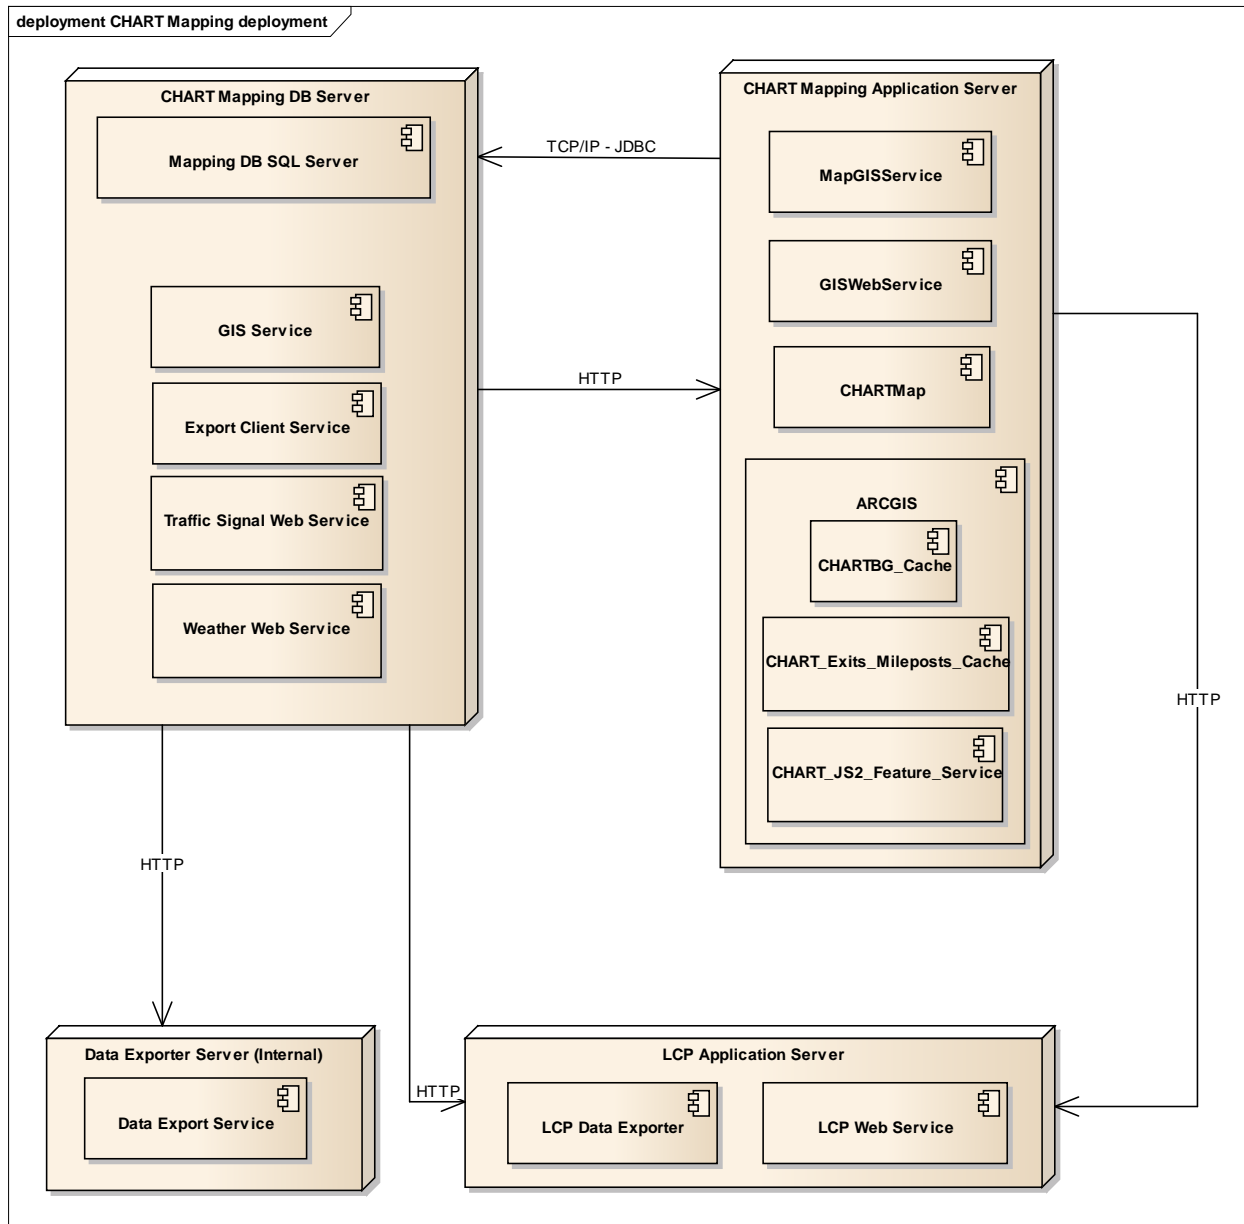 deployment CHART Mapping deployment
CHART Mapping DB Server
Mapping DB SQL Server
GIS Service
Export Client Service
Traffic Signal Web Service
Weather Web Service
TCP/IP - JDBC
HTTP
CHART Mapping Application Server
MapGISService
GISWebService
CHARTMap
ARCGIS
CHARTBG_Cache
CHART_Exits_Mileposts_Cache
CHART_JS2_Feature_Service
HTTP
HTTP
HTTP
Data Exporter Server (Internal)
Data Export Service
LCP Application Server
LCP Data Exporter
LCP Web Service